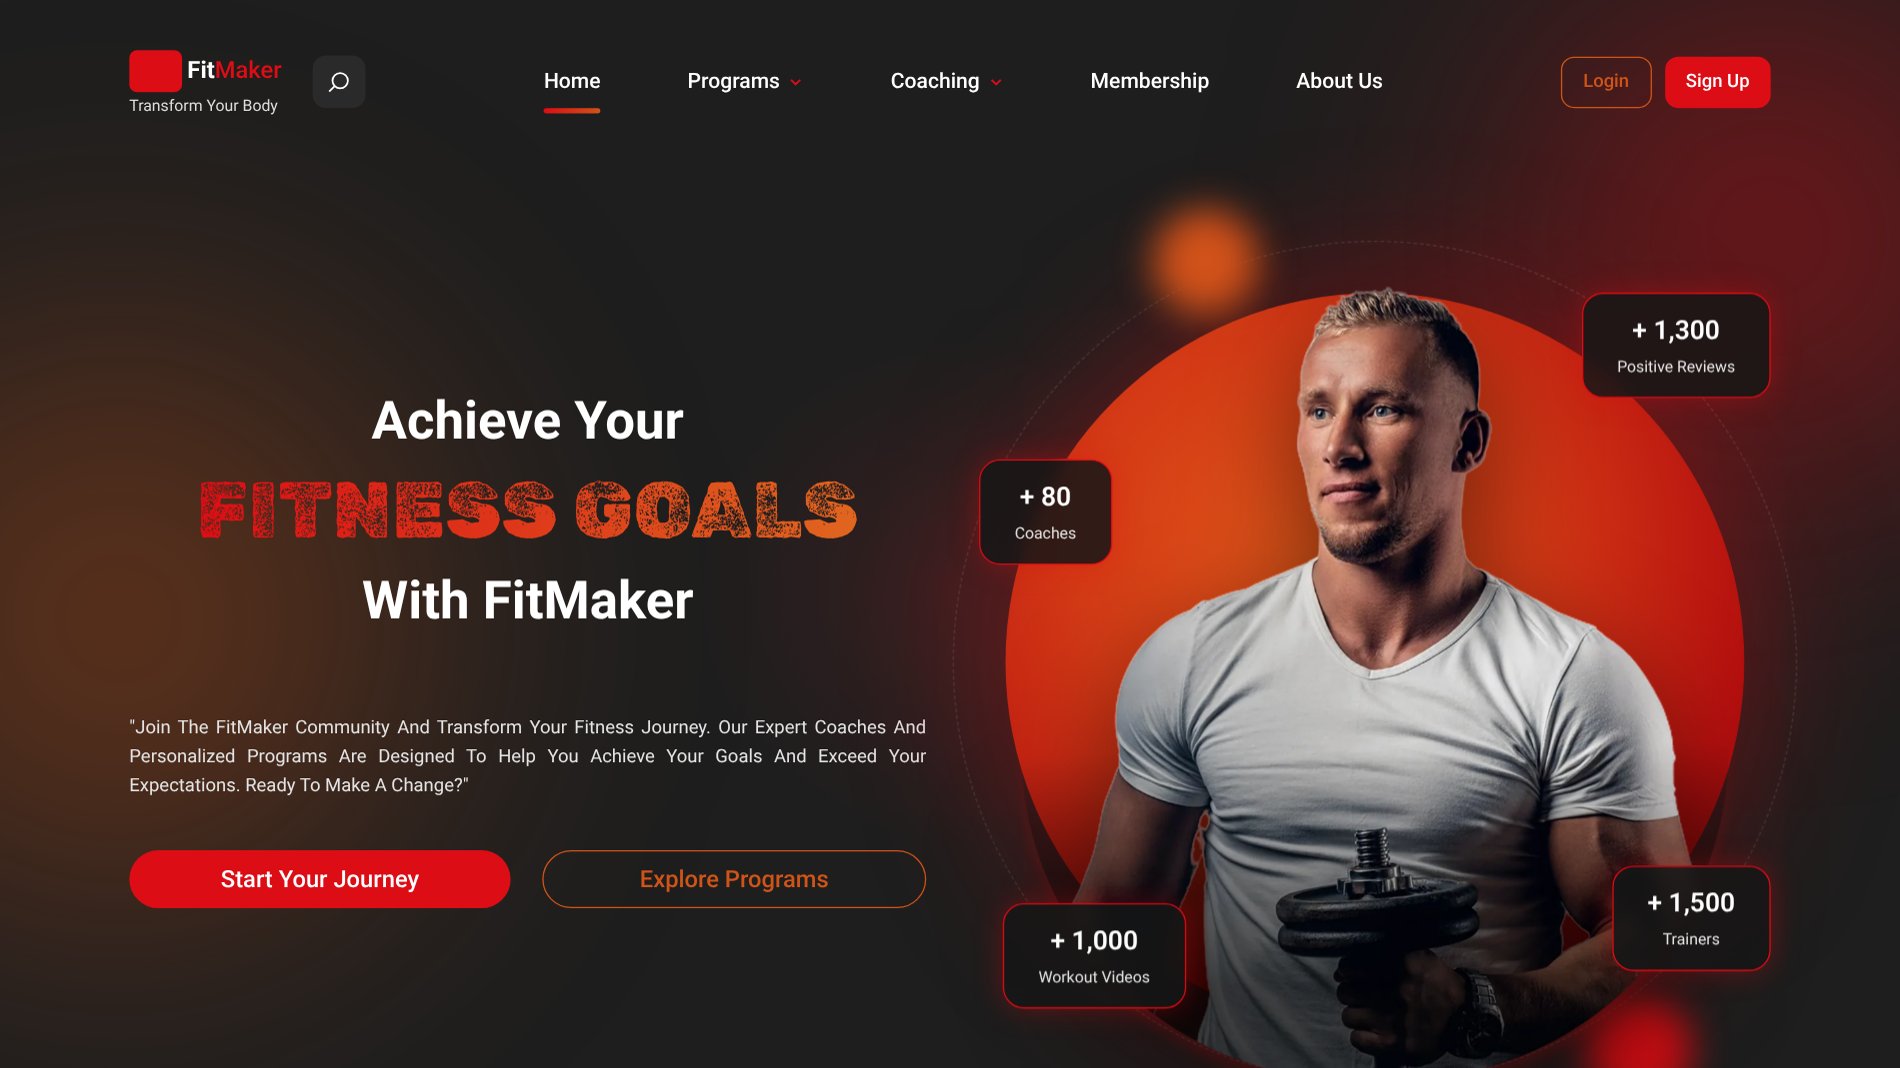 FitMaker
Transform Your Body
Home
Programs
Coaching
Membership
About Us
Login
Sign Up
Achieve Your
FITNESS GOALS
With FitMaker
"Join The FitMaker Community And Transform Your Fitness Journey. Our Expert Coaches And
Personalized Programs Are Designed To Help You Achieve Your Goals And Exceed Your
Expectations. Ready To Make A Change?"
Start Your Journey
Explore Programs
+ 1,300
Positive Reviews
+ 80
Coaches
+ 1,000
Workout Videos
+ 1,500
Trainers